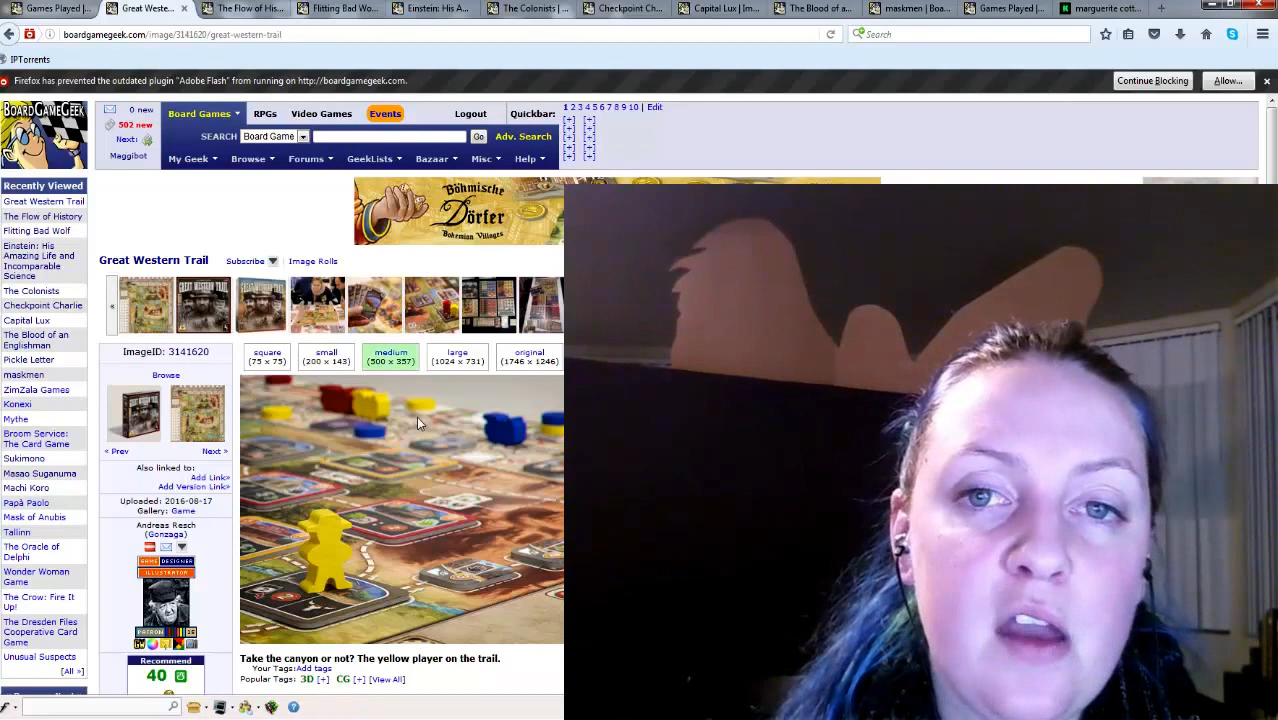 Games Played |...
Great Weste...
The Flow of His...
Flitting Bad Wo...
Einstein: His A...
The Colonists | ...
Checkpoint Ch...
Capital Lux | Im...
The Blood of a...
maskmen | Boa...
Games Played |...
marguerite cott...
boardgamegeek.com/image/3141620/great-western-trail
Search
IPTorrents
Firefox has prevented the outdated plugin "Adobe Flash" from running on http://boardgamegeek.com.
Continue Blocking
Allow...
BOARDGAMEGEEK
0 new
502 new
Next:
Maggibot
Board Games
RPGs
Video Games
Events
Logout
Quickbar:
1 2 3 4 5 6 7 8 9 10 | Edit
[+] [+]
[+] [+]
[+] [+]
[+] [+]
[+] [+]
SEARCH
Board Game
Go
Adv. Search
My Geek
Browse
Forums
GeekLists
Bazaar
Misc
Help
Böhmische
Dörfer
Bohemian Villages
Recently Viewed
Great Western Trail
The Flow of History
Flitting Bad Wolf
Einstein: His
Amazing Life and
Incomparable
Science
The Colonists
Checkpoint Charlie
Capital Lux
The Blood of an
Englishman
Pickle Letter
maskmen
ZimZala Games
Konexi
Mythe
Broom Service:
The Card Game
Sukimono
Masao Suganuma
Machi Koro
Papà Paolo
Mask of Anubis
Tallinn
The Oracle of
Delphi
Wonder Woman
Game
The Crow: Fire It
Up!
The Dresden Files
Cooperative Card
Game
Unusual Suspects
[All »]
Great Western Trail
Subscribe
Image Rolls
«
GREAT WESTERN TRAIL
ImageID: 3141620
square
(75 x 75)
small
(200 x 143)
medium
(500 x 357)
large
(1024 x 731)
original
(1746 x 1246)
Browse
« Prev
Next »
Also linked to:
Add Link»
Add Version Link»
Uploaded: 2016-08-17
Gallery: Game
Andreas Resch
(Gonzaga)
GAME DESIGNER
ILLUSTRATOR
PATRON
Recommend
40
Take the canyon or not? The yellow player on the trail.
Your Tags: Add tags
Popular Tags: 3D [+] CG [+] [View All]